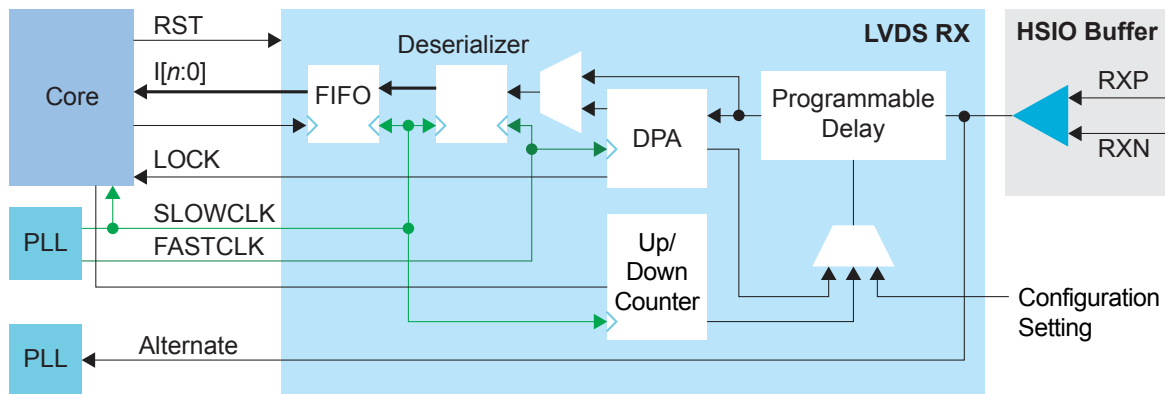 RST
LVDS RX
HSIO Buffer
Deserializer
I[n:0]
Core
FIFO
Programmable
Delay
RXP
RXN
DPA
LOCK
SLOWCLK
PLL
FASTCLK
Up/
Down
Counter
Configuration
Setting
PLL
Alternate